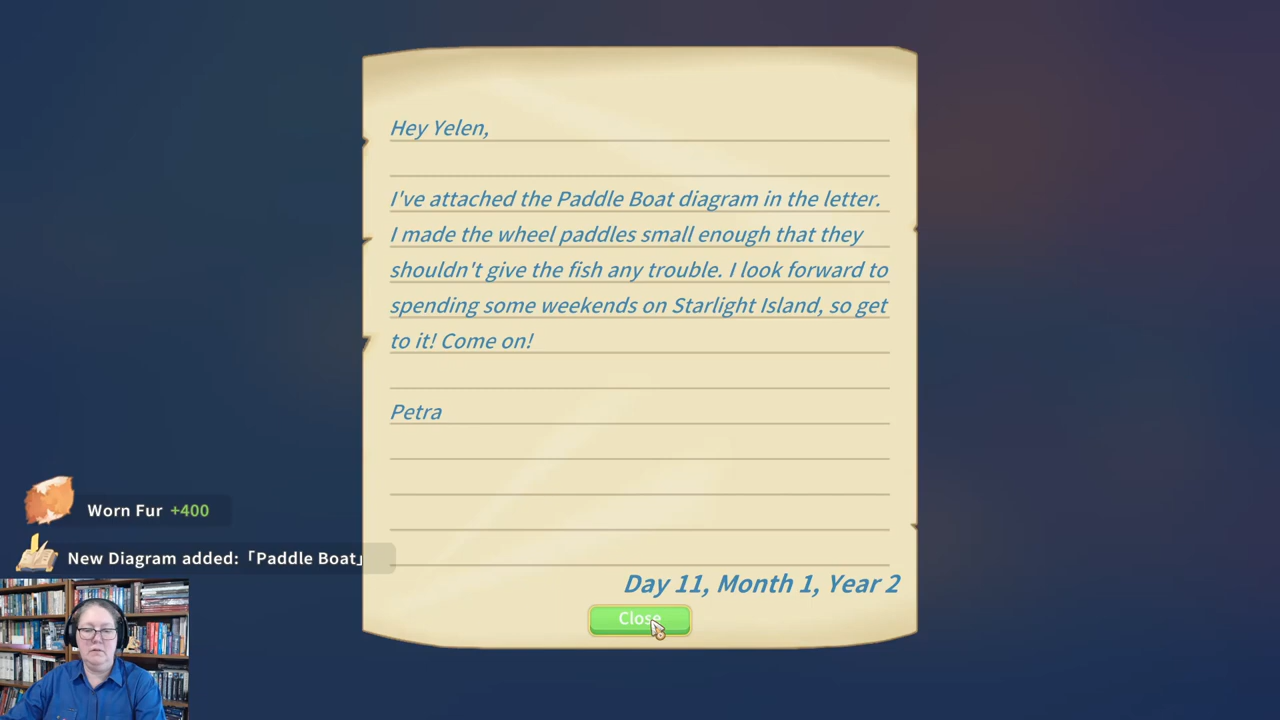 Hey Yelen,
I've attached the Paddle Boat diagram in the letter.
I made the wheel paddles small enough that they
shouldn't give the fish any trouble. I look forward to
spending some weekends on Starlight Island, so get
to it! Come on!
Petra
Worn Fur +400
New Diagram added:「Paddle Boat」
Day 11, Month 1, Year 2
Close